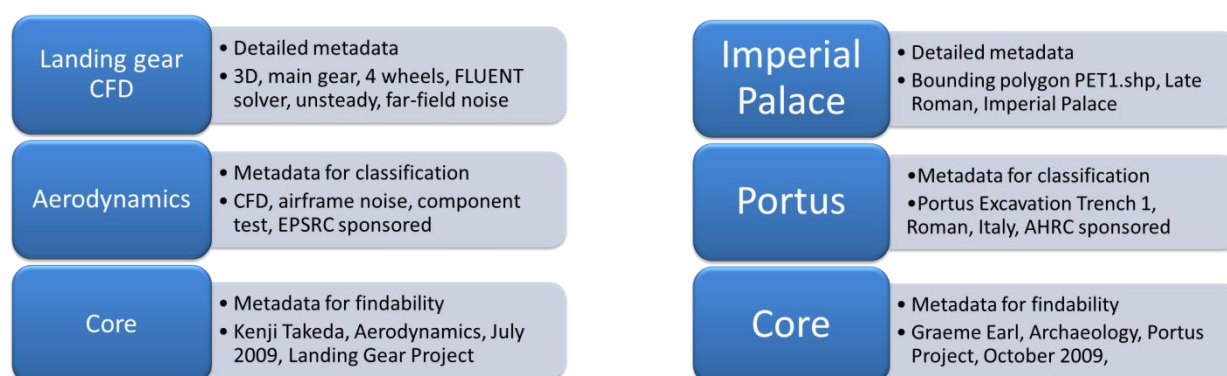 Landing gear
CFD
• Detailed metadata
• 3D, main gear, 4 wheels, FLUENT
solver, unsteady, far-field noise
Aerodynamics
• Metadata for classification
• CFD, airframe noise, component
test, EPSRC sponsored
Core
• Metadata for findability
• Kenji Takeda, Aerodynamics, July
2009, Landing Gear Project
Imperial
Palace
• Detailed metadata
• Bounding polygon PET1.shp, Late
Roman, Imperial Palace
Portus
•Metadata for classification
•Portus Excavation Trench 1,
Roman, Italy, AHRC sponsored
Core
• Metadata for findability
• Graeme Earl, Archaeology, Portus
Project, October 2009,